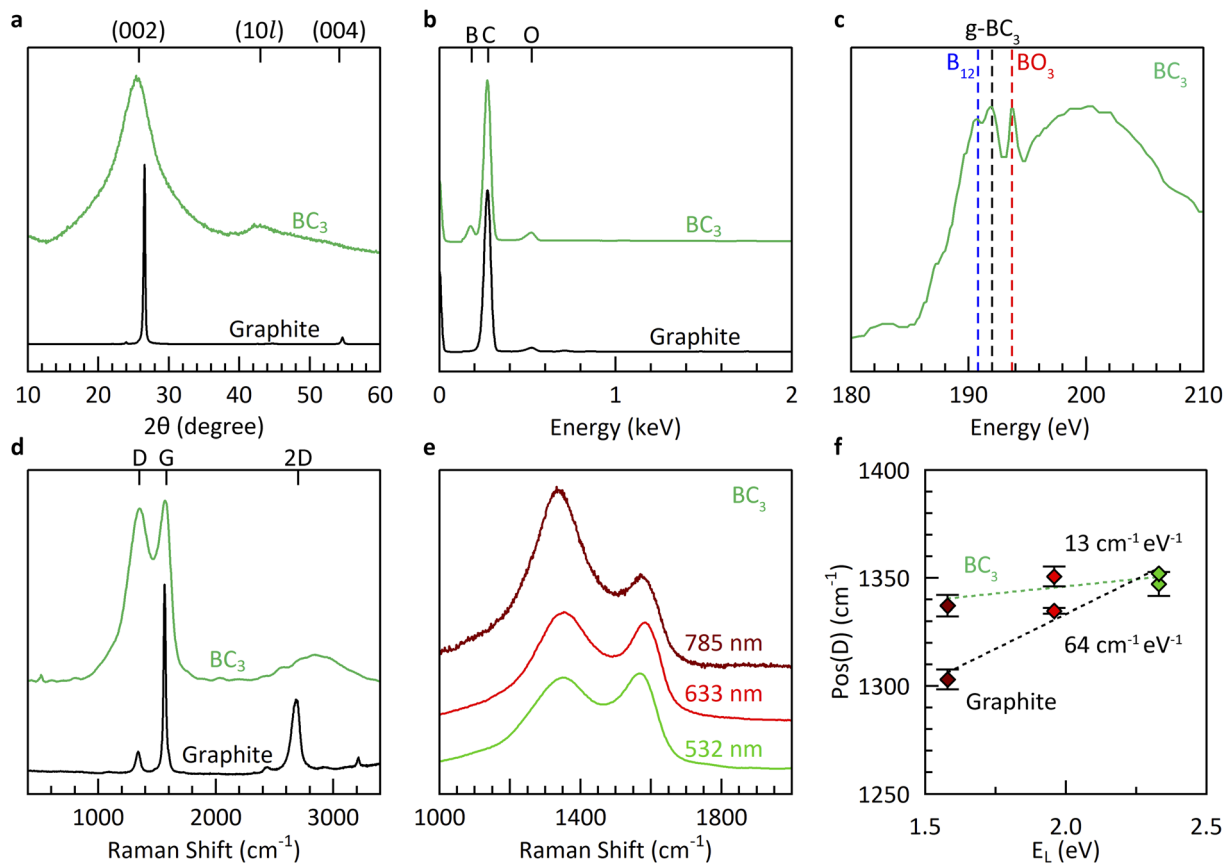 a
(002) (10l) (004)
BC3
Graphite
10 20 30 40 50 60
2θ (degree)
b
B C O
BC3
Graphite
0 1 2
Energy (keV)
c
g-BC3
B12 BO3 BC3
180 190 200 210
Energy (eV)
d
D G 2D
BC3
Graphite
1000 2000 3000
Raman Shift (cm-1)
e
BC3
785 nm
633 nm
532 nm
1000 1400 1800
Raman Shift (cm-1)
f
1400
1350
1300
1250
Pos(D) (cm-1)
13 cm-1 eV-1
BC3
64 cm-1 eV-1
Graphite
1.5 2.0 2.5
EL (eV)